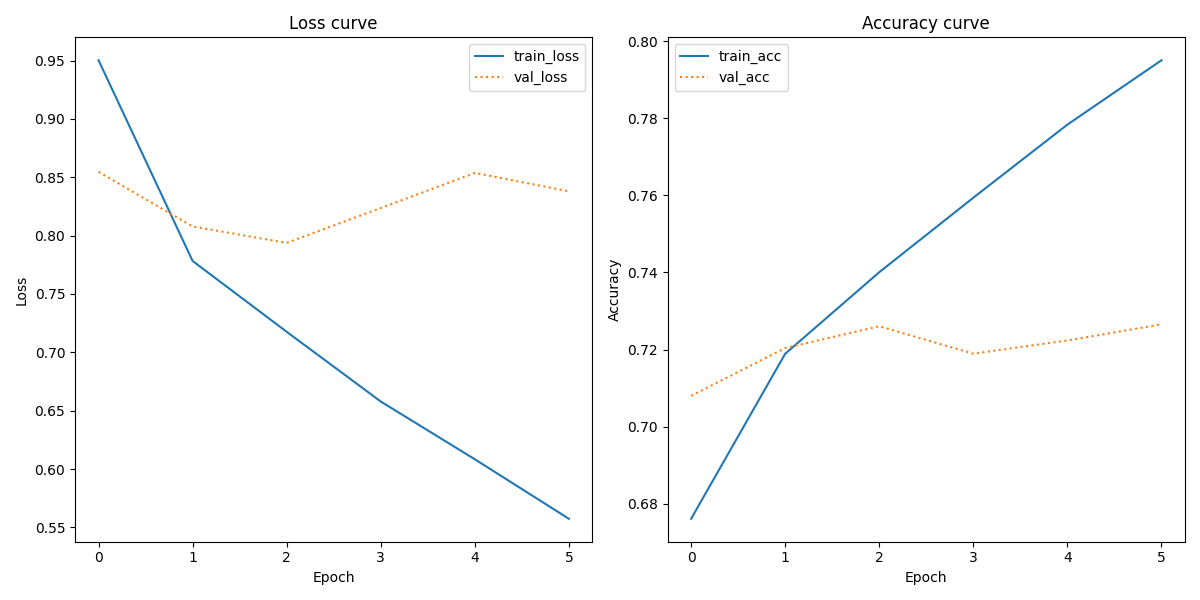 Loss curve
train_loss
val_loss
0.95
0.90
0.85
0.80
0.75
0.70
0.65
0.60
0.55
Loss
0 1 2 3 4 5
Epoch
Accuracy curve
train_acc
val_acc
0.80
0.78
0.76
0.74
0.72
0.70
0.68
Accuracy
0 1 2 3 4 5
Epoch